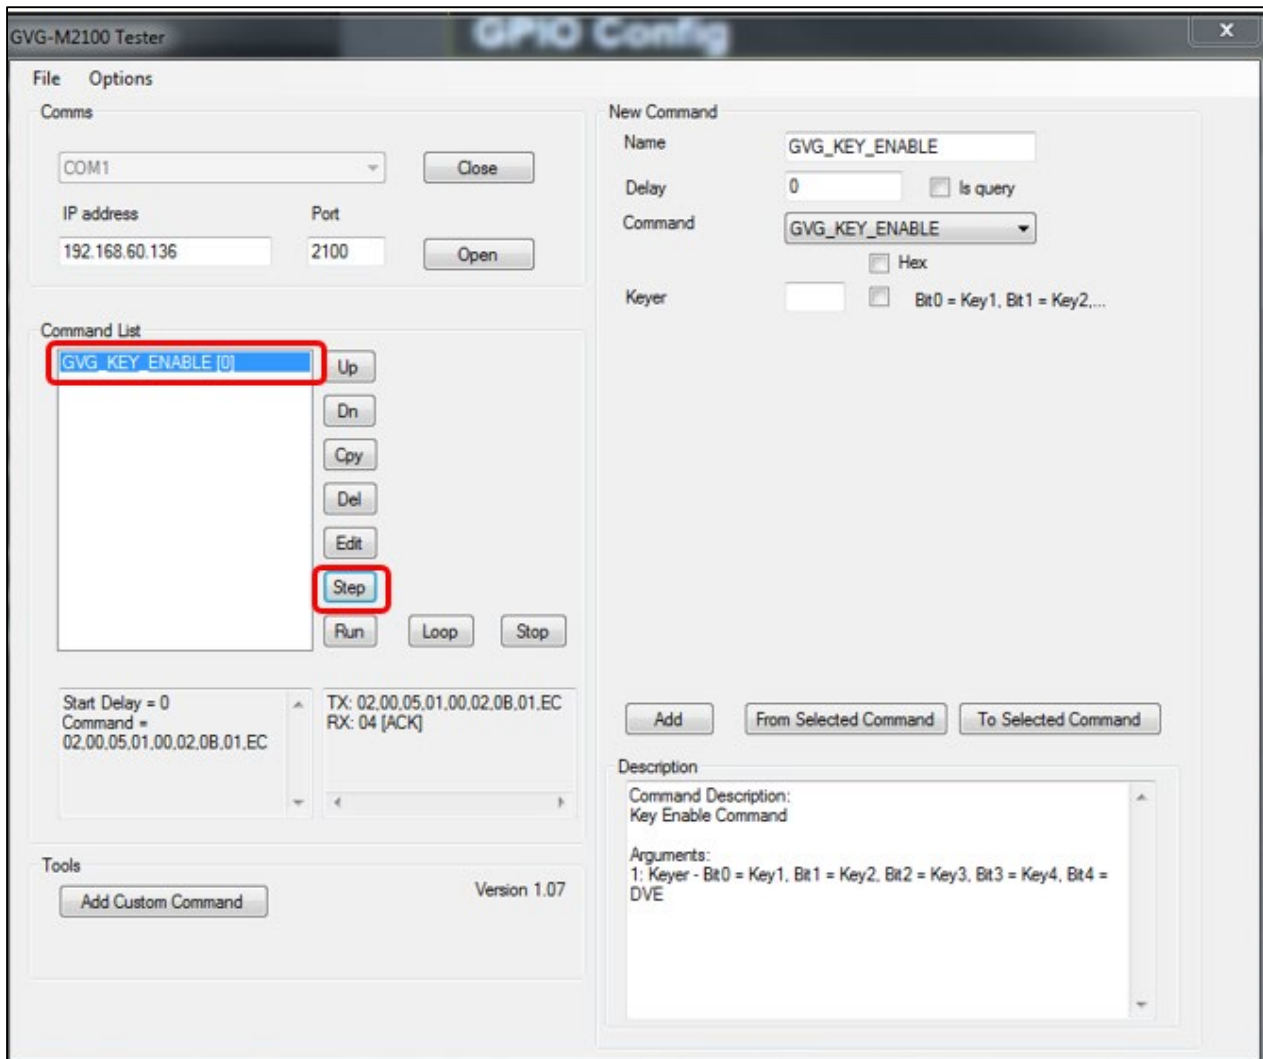 GPIO Config
GVG-M2100 Tester
x
File Options
Comms
COM1
Close
IP address Port
192.168.60.136 2100 Open
Command List
GVG_KEY_ENABLE [0]
Up
Dn
Cpy
Del
Edit
Step
Run Loop Stop
Start Delay = 0
Command =
02,00,05,01,00,02,0B,01,EC
TX: 02,00,05,01,00,02,0B,01,EC
RX: 04 [ACK]
Tools
Add Custom Command
Version 1.07
New Command
Name GVG_KEY_ENABLE
Delay 0 Is query
Command GVG_KEY_ENABLE
Hex
Keyer Bit0 = Key1, Bit1 = Key2,...
Add From Selected Command To Selected Command
Description
Command Description:
Key Enable Command
Arguments:
1: Keyer - Bit0 = Key1, Bit1 = Key2, Bit2 = Key3, Bit3 = Key4, Bit4 =
DVE